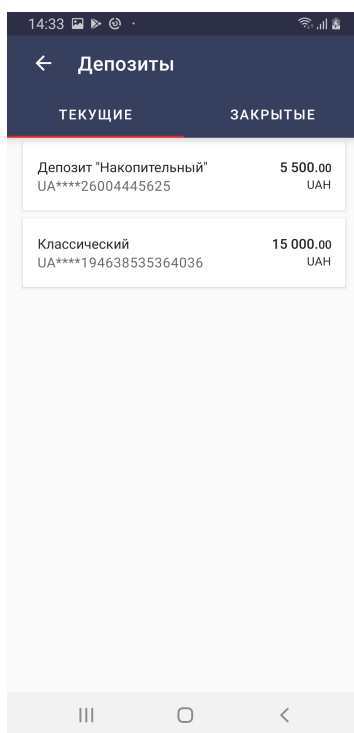 14:33
Депозиты
ТЕКУЩИЕ ЗАКРЫТЫЕ
Депозит "Накопительный" 5 500.00
UA****26004445625 UAH
Классический 15 000.00
UA****194638535364036 UAH